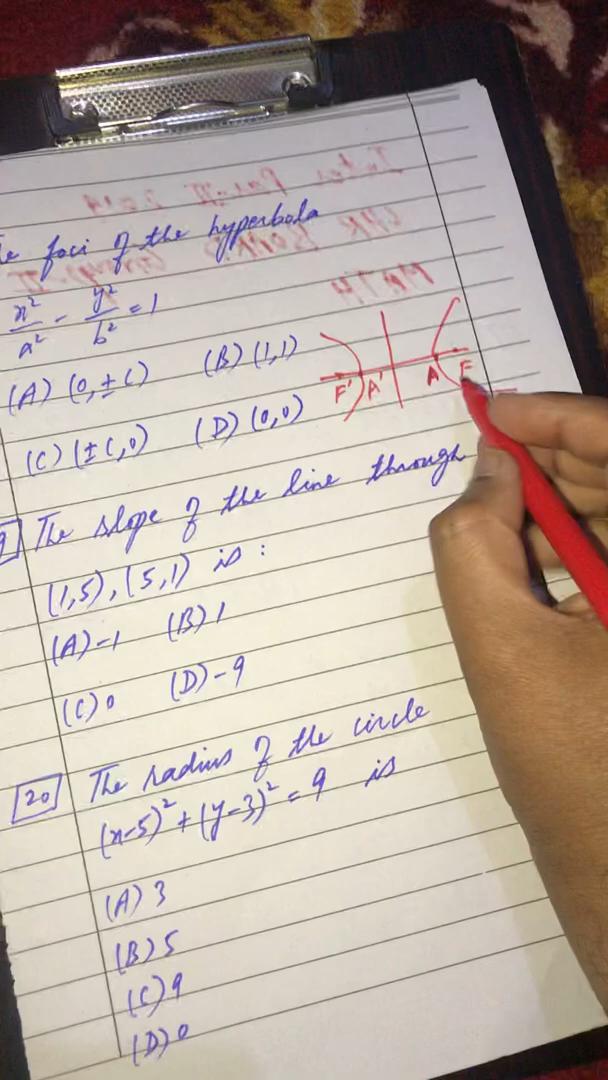 foci of the hyperbola
x²/a² - y²/b² = 1
(A) (0, ±c) (B) (1,1)
(C) (±c, 0) (D) (0,0)
F' A' A F
The slope of the line through
(1,5), (5,1) is :
(A) -1 (B) 1
(C) 0 (D) -9
20 The radius of the circle
(x-5)² + (y-3)² = 9 is
(A) 3
(B) 5
(C) 9
(D) 0